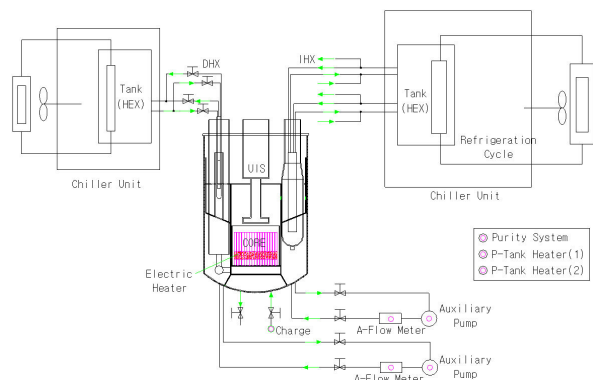 DHX
IHX
Tank
(HEX)
Tank
(HEX)
Refrigeration
Cycle
UIS
Chiller Unit
Chiller Unit
CORE
Purity System
P-Tank Heater(1)
P-Tank Heater(2)
Electric
Heater
Charge
A-Flow Meter
Auxiliary
Pump
A-Flow Meter
Auxiliary
Pump